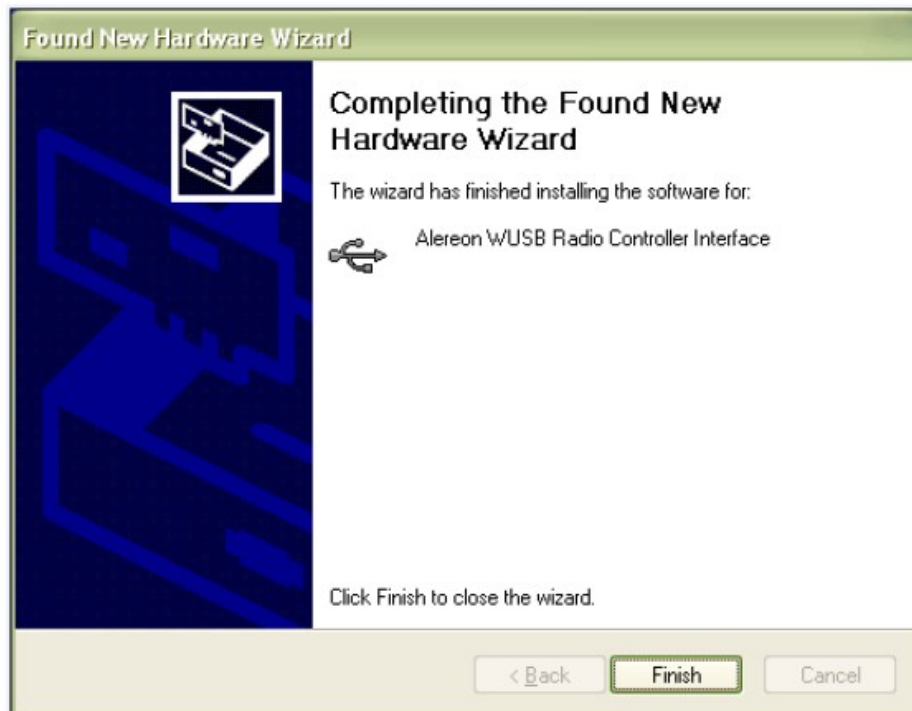 Found New Hardware Wizard
Completing the Found New
Hardware Wizard
The wizard has finished installing the software for:
Alereon WUSB Radio Controller Interface
Click Finish to close the wizard.
< Back Finish Cancel